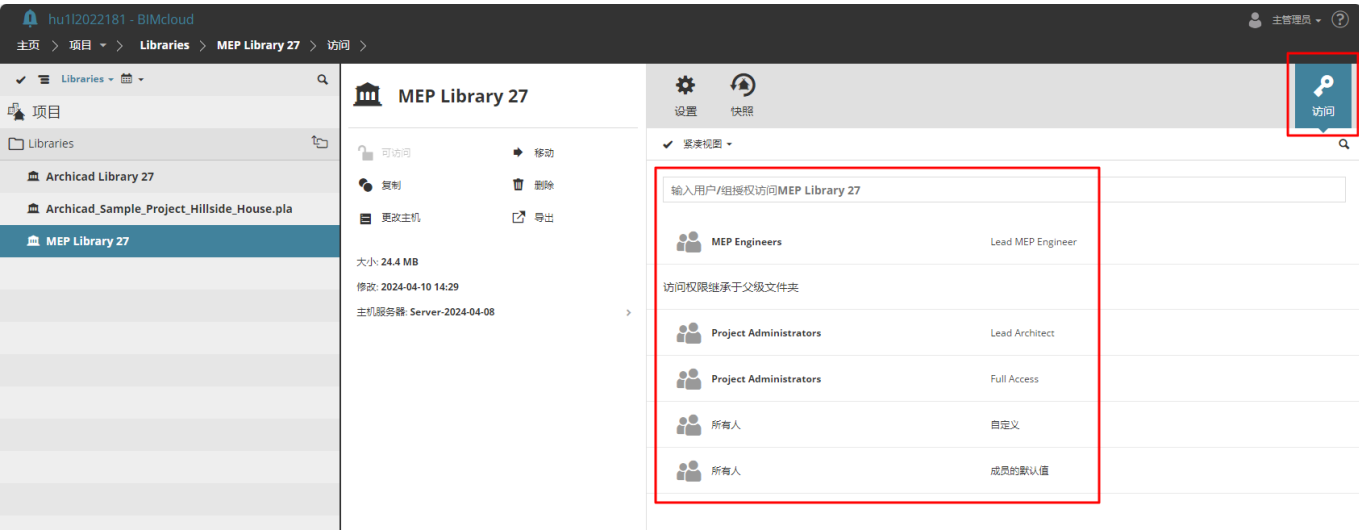 hu1l2022181 - BIMcloud
主管理员
主页 > 项目 > Libraries > MEP Library 27 > 访问 >
Libraries
项目
Libraries
Archicad Library 27
Archicad_Sample_Project_Hillside_House.pla
MEP Library 27
MEP Library 27
可访问
移动
复制
删除
更改主机
导出
大小: 24.4 MB
修改: 2024-04-10 14:29
主机服务器: Server-2024-04-08
设置
快照
访问
紧凑视图
输入用户/组授权访问MEP Library 27
MEP Engineers Lead MEP Engineer
访问权限继承于父级文件夹
Project Administrators Lead Architect
Project Administrators Full Access
所有人 自定义
所有人 成员的默认值